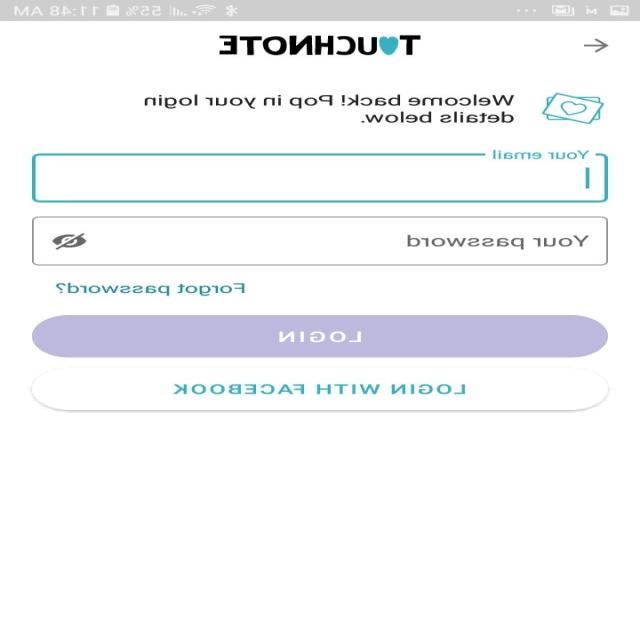 55% 11:48 AM
TOUCHNOTE
Welcome back! Pop in your login
details below.
Your email
Your password
Forgot password?
LOGIN
LOGIN WITH FACEBOOK